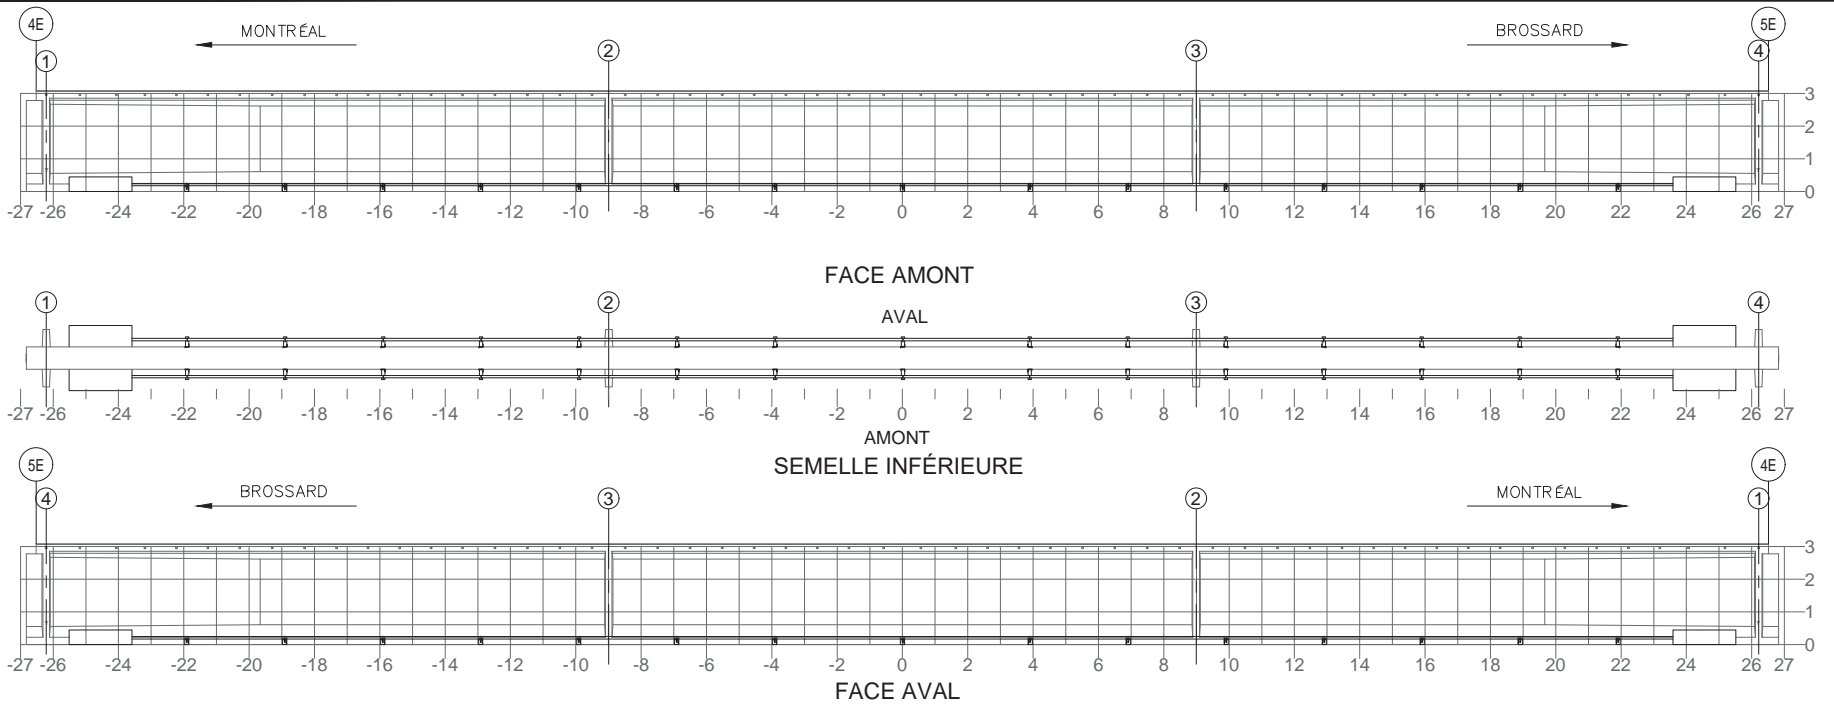 4E 5E
MONTRÉAL BROSSARD
1 2 3 4
3
2
1
0
-27 -26 -24 -22 -20 -18 -16 -14 -12 -10 -8 -6 -4 -2 0 2 4 6 8 10 12 14 16 18 20 22 24 26 27
FACE AMONT
1 2 3 4
AVAL
-27 -26 -24 -22 -20 -18 -16 -14 -12 -10 -8 -6 -4 -2 0 2 4 6 8 10 12 14 16 18 20 22 24 26 27
AMONT
SEMELLE INFÉRIEURE
5E 4E
BROSSARD MONTRÉAL
4 3 2 1
3
2
1
0
-27 -26 -24 -22 -20 -18 -16 -14 -12 -10 -8 -6 -4 -2 0 2 4 6 8 10 12 14 16 18 20 22 24 26 27
FACE AVAL